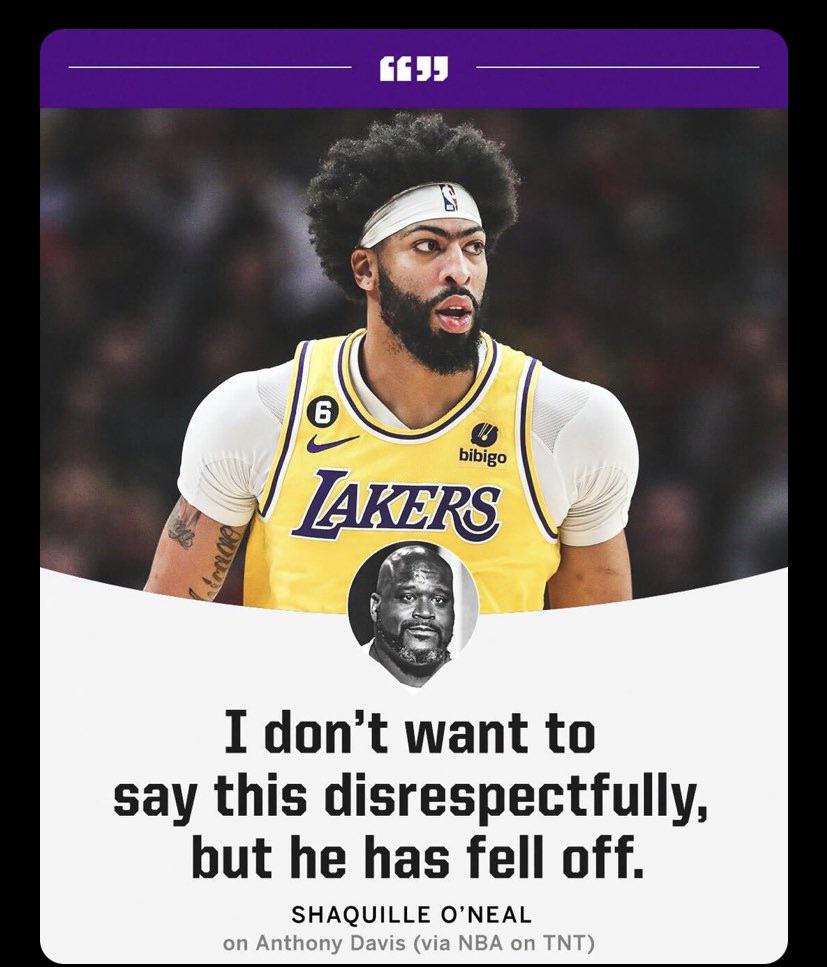 6
bibigo
LAKERS
I don’t want to
say this disrespectfully,
but he has fell off.
SHAQUILLE O’NEAL
on Anthony Davis (via NBA on TNT)